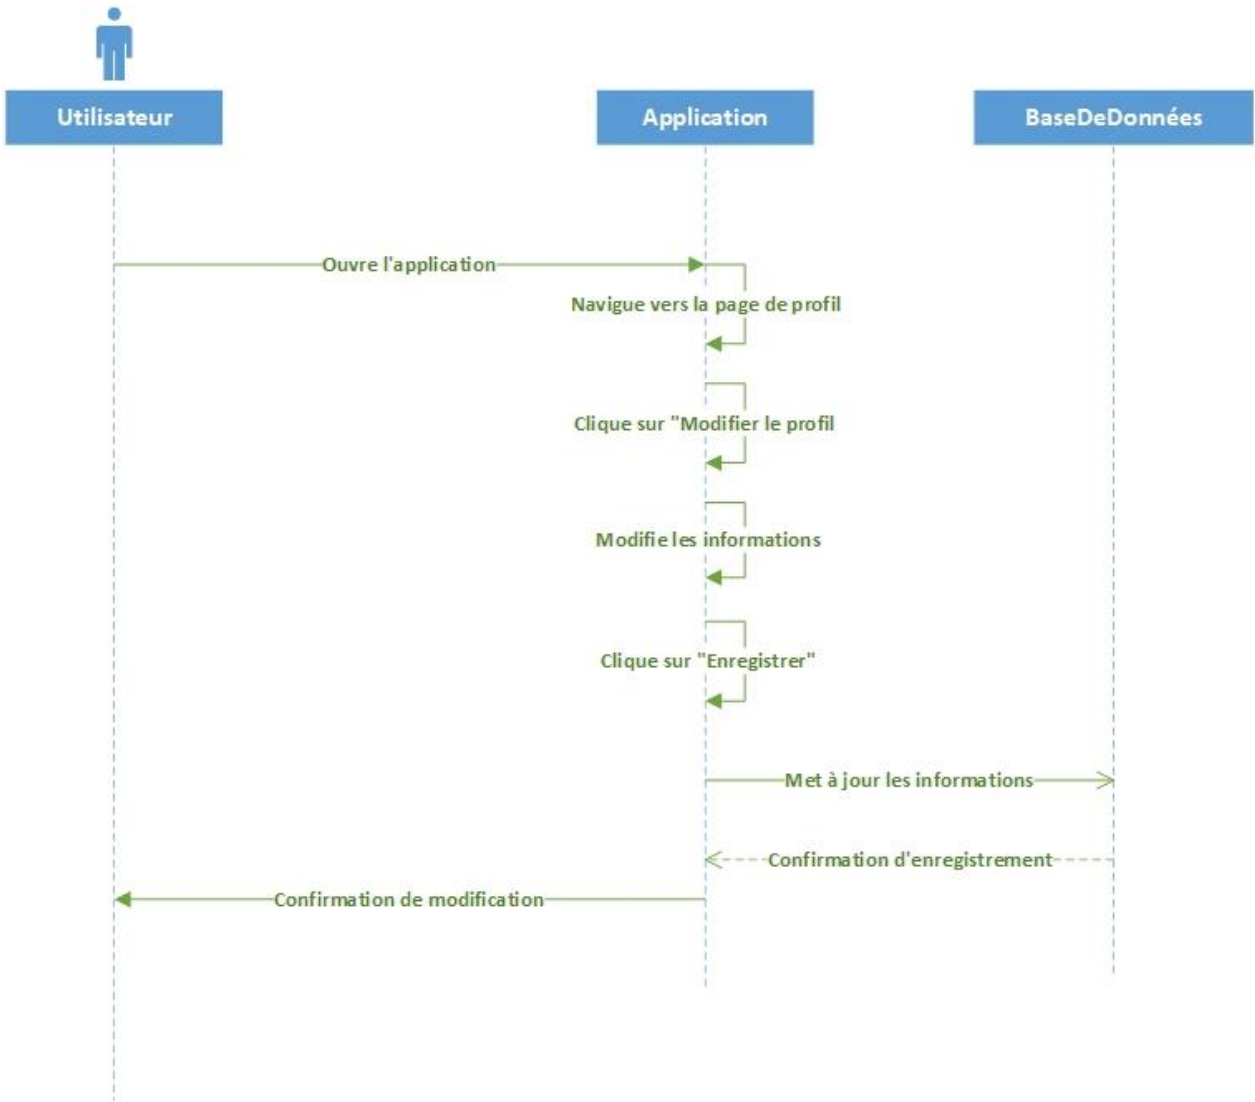 Utilisateur
Application
BaseDeDonnées
Ouvre l'application
Navigue vers la page de profil
Clique sur "Modifier le profil
Modifie les informations
Clique sur "Enregistrer"
Met à jour les informations
Confirmation d'enregistrement
Confirmation de modification